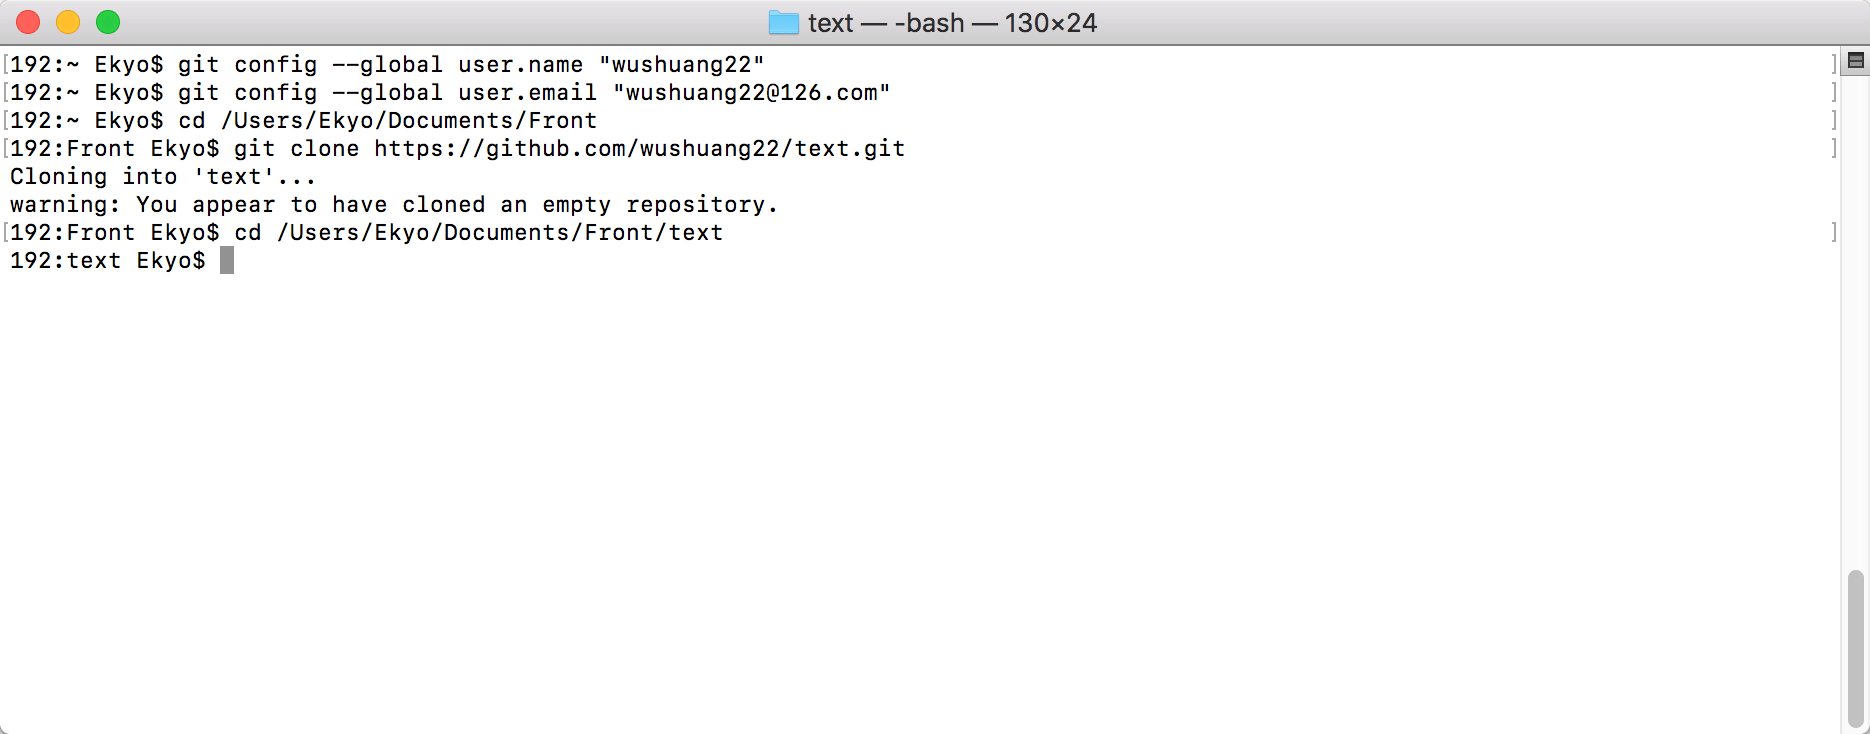 text — -bash — 130×24
[192:~ Ekyo$ git config --global user.name "wushuang22" ]
[192:~ Ekyo$ git config --global user.email "wushuang22@126.com" ]
[192:~ Ekyo$ cd /Users/Ekyo/Documents/Front ]
[192:Front Ekyo$ git clone https://github.com/wushuang22/text.git ]
Cloning into 'text'...
warning: You appear to have cloned an empty repository.
[192:Front Ekyo$ cd /Users/Ekyo/Documents/Front/text ]
192:text Ekyo$